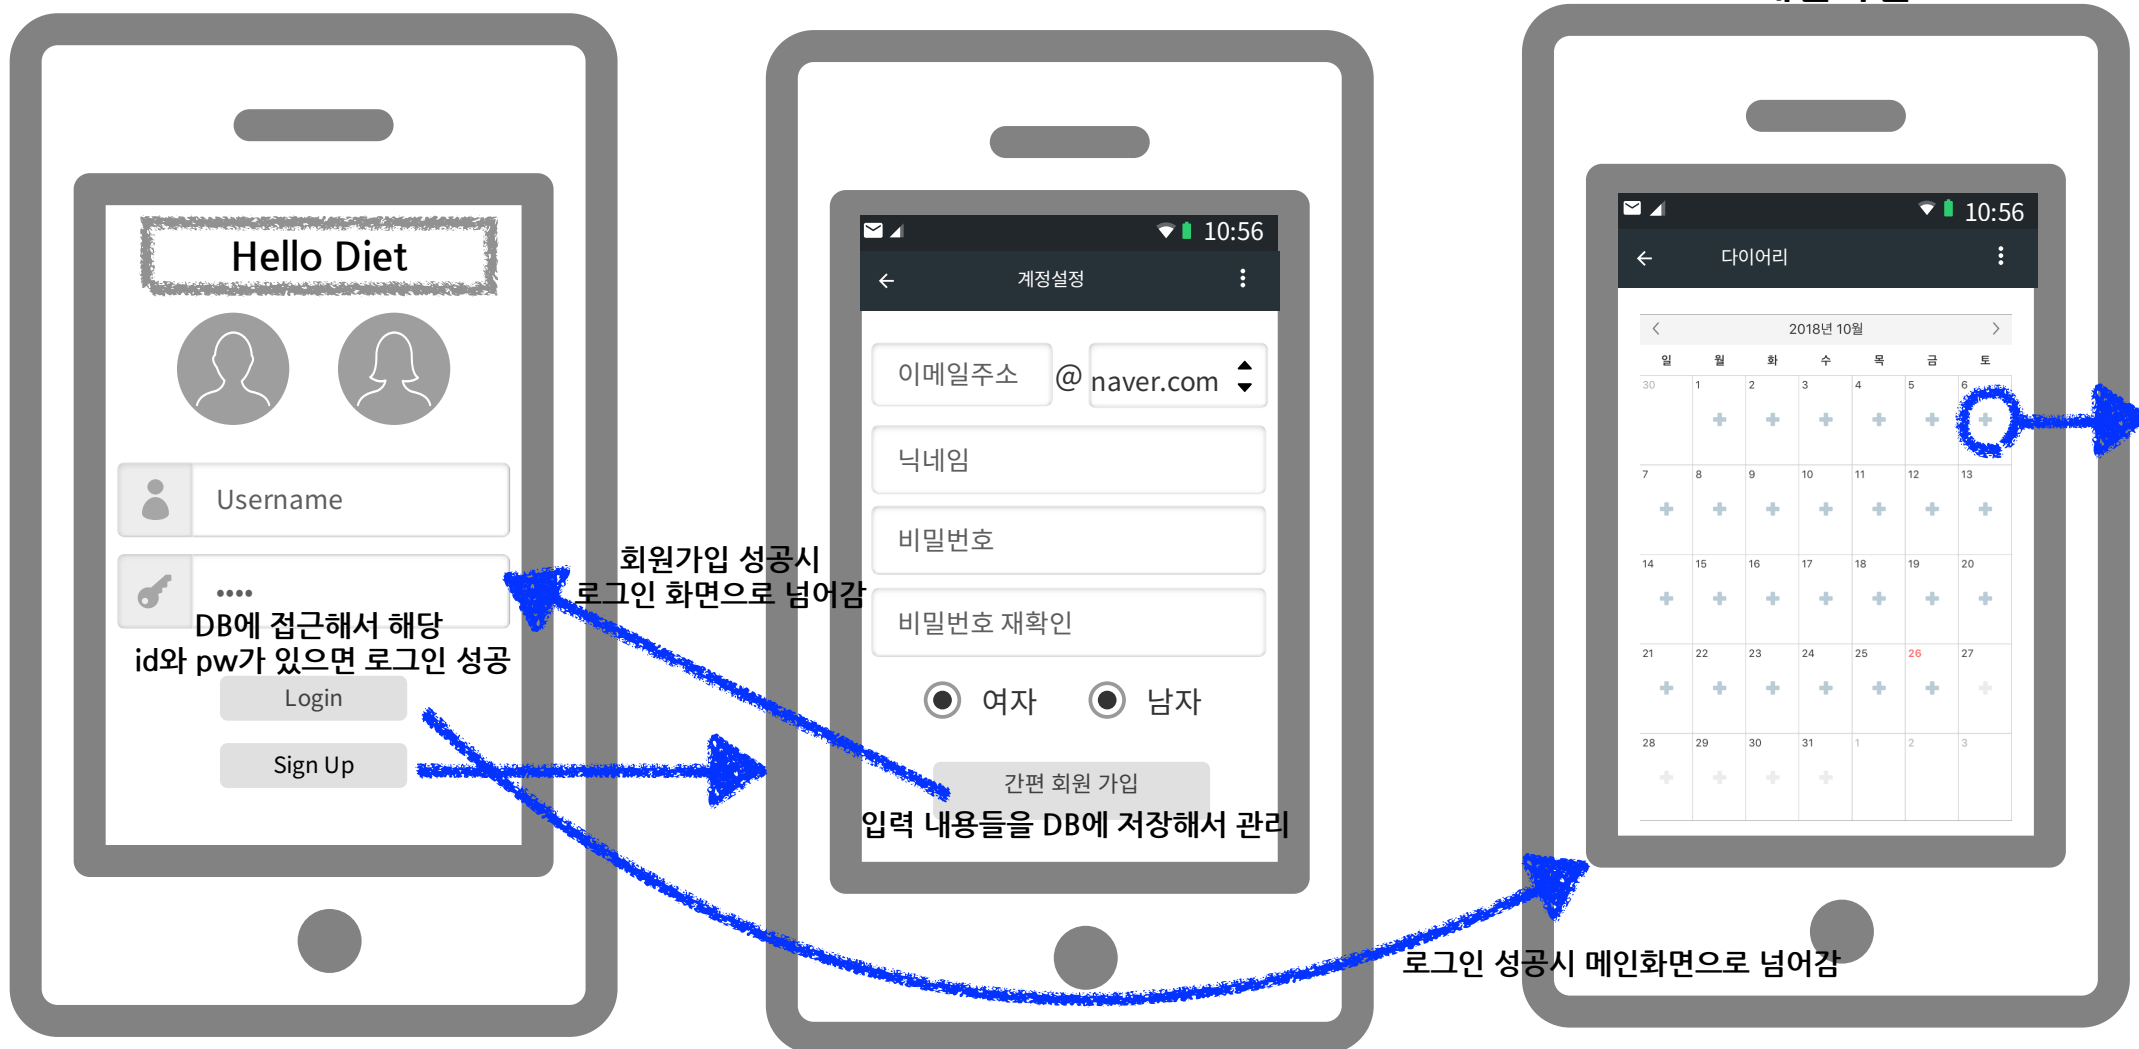 Hello Diet
Username
••••
DB에 접근해서 해당
id와 pw가 있으면 로그인 성공
Login
Sign Up
회원가입 성공시
로그인 화면으로 넘어감
10:56
계정설정
이메일주소 @ naver.com
닉네임
비밀번호
비밀번호 재확인
여자 남자
간편 회원 가입
입력 내용들을 DB에 저장해서 관리
10:56
다이어리
2018년 10월
일 월 화 수 목 금 토
30 1 2 3 4 5 6
7 8 9 10 11 12 13
14 15 16 17 18 19 20
21 22 23 24 25 26 27
28 29 30 31 1 2 3
로그인 성공시 메인화면으로 넘어감